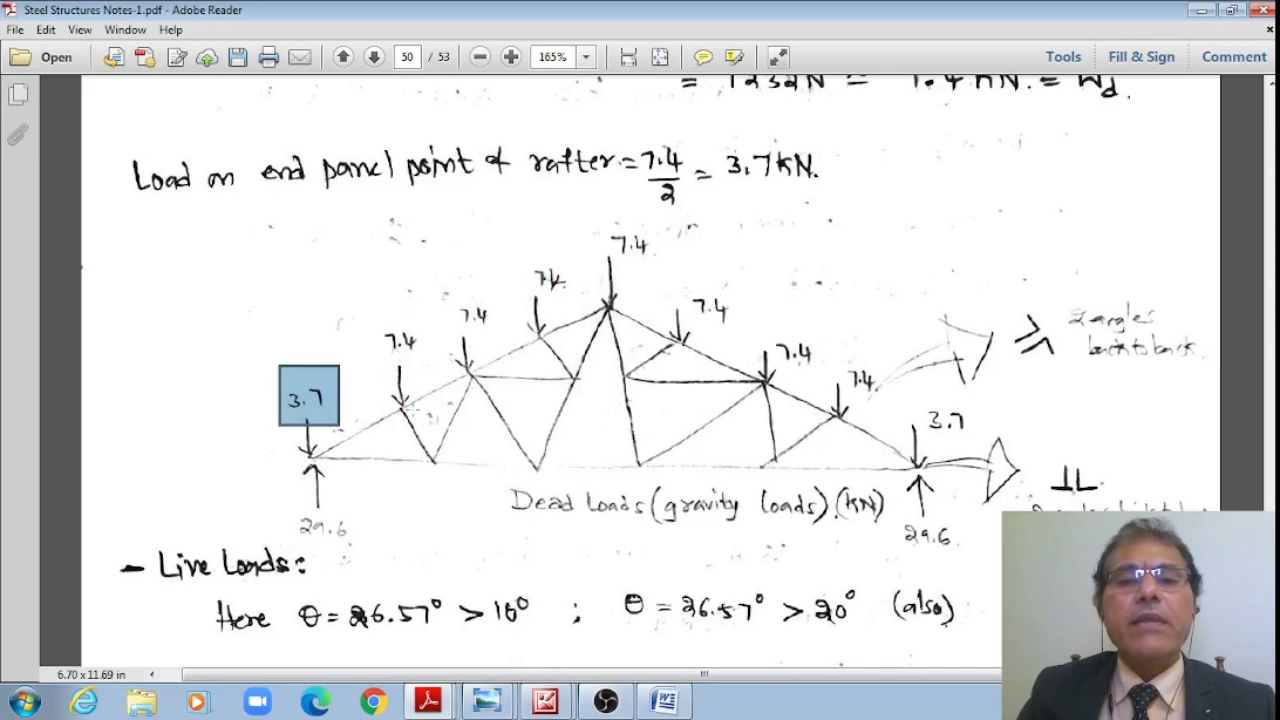 Steel Structures Notes-1.pdf - Adobe Reader
File Edit View Window Help
Open 50 / 53 165% Tools Fill & Sign Comment
Load on end panel point of rafter = 7.4/2 = 3.7 KN.
7.4
7.4
7.4
7.4
7.4
7.4
7.4
3.7
3.7
2 angles
back to back.
Dead Loads (gravity loads). (KN)
29.6
29.6
- Live Loads:
Here θ = 26.57° > 10° ; θ = 26.57° > 20° (also)
6.70 x 11.69 in